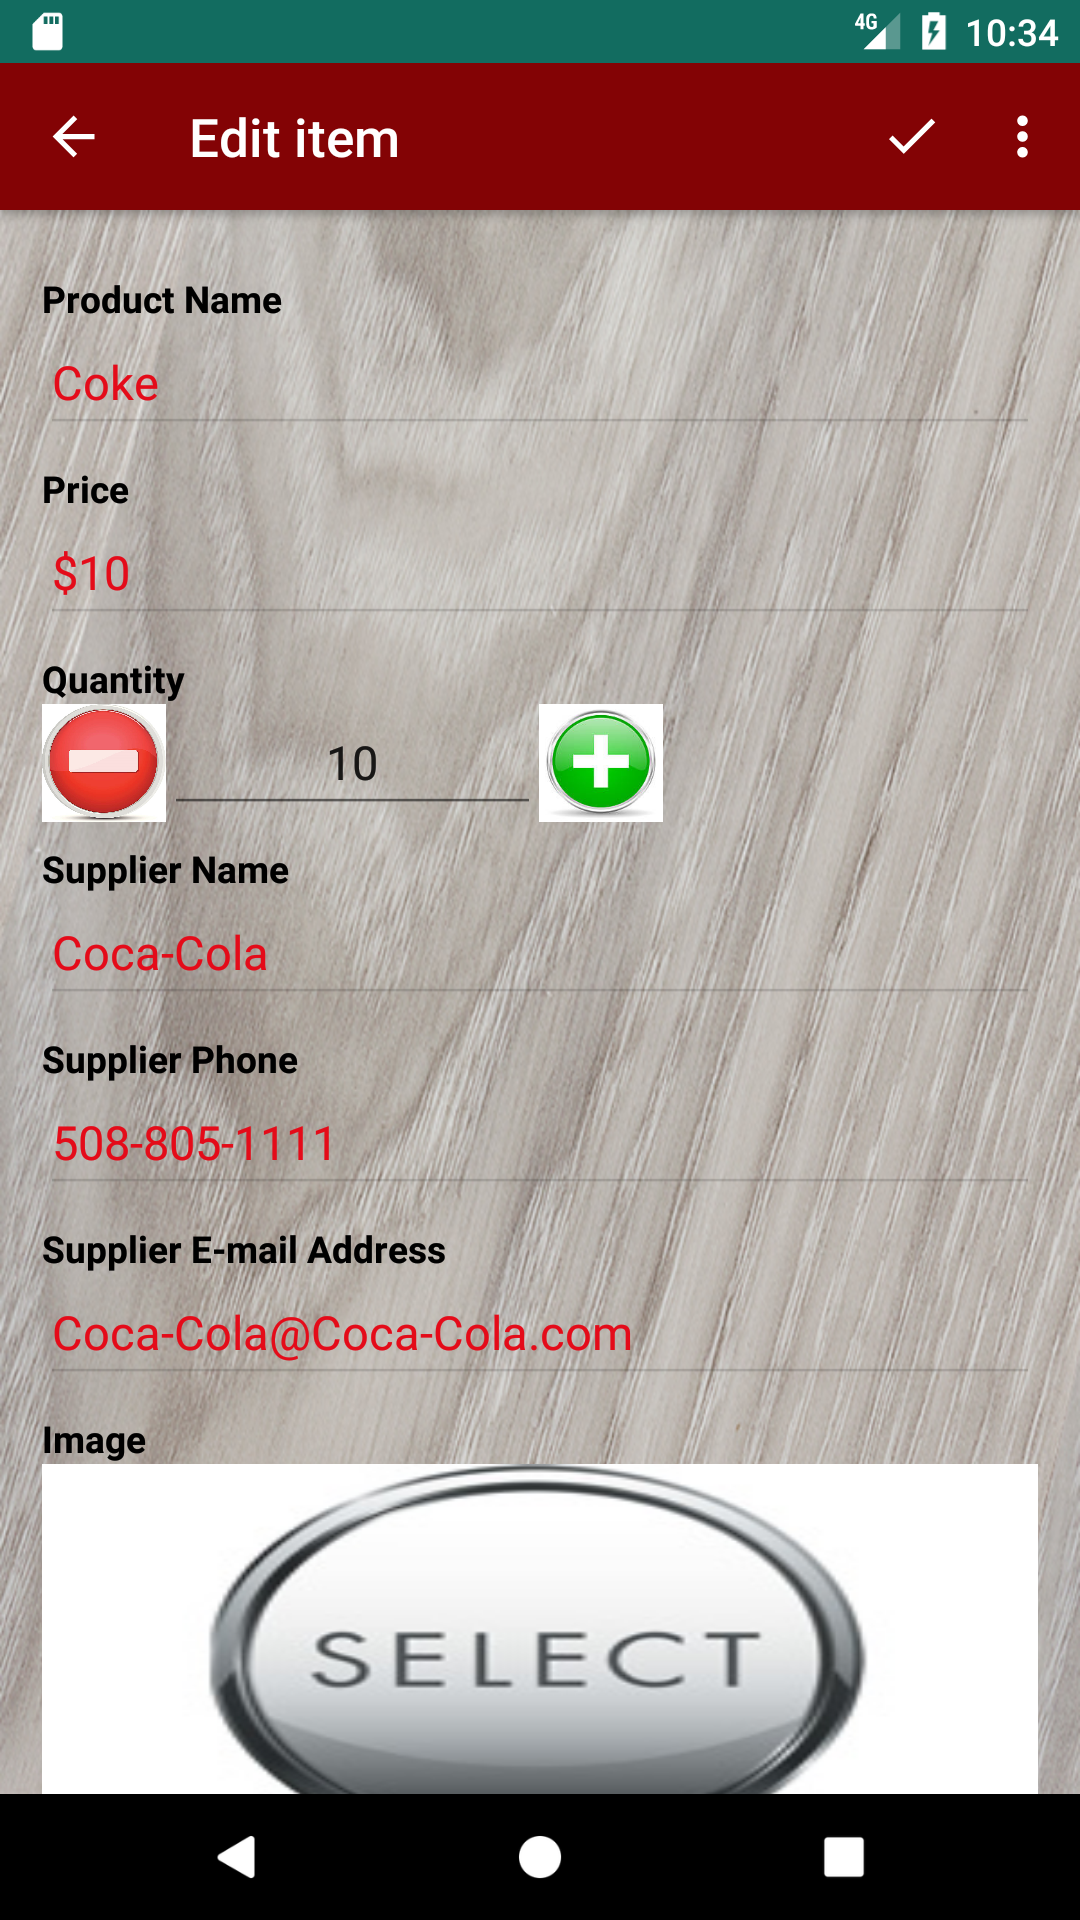 4G 10:34
Edit item
Product Name
Coke
Price
$10
Quantity
10
Supplier Name
Coca-Cola
Supplier Phone
508-805-1111
Supplier E-mail Address
Coca-Cola@Coca-Cola.com
Image
SELECT